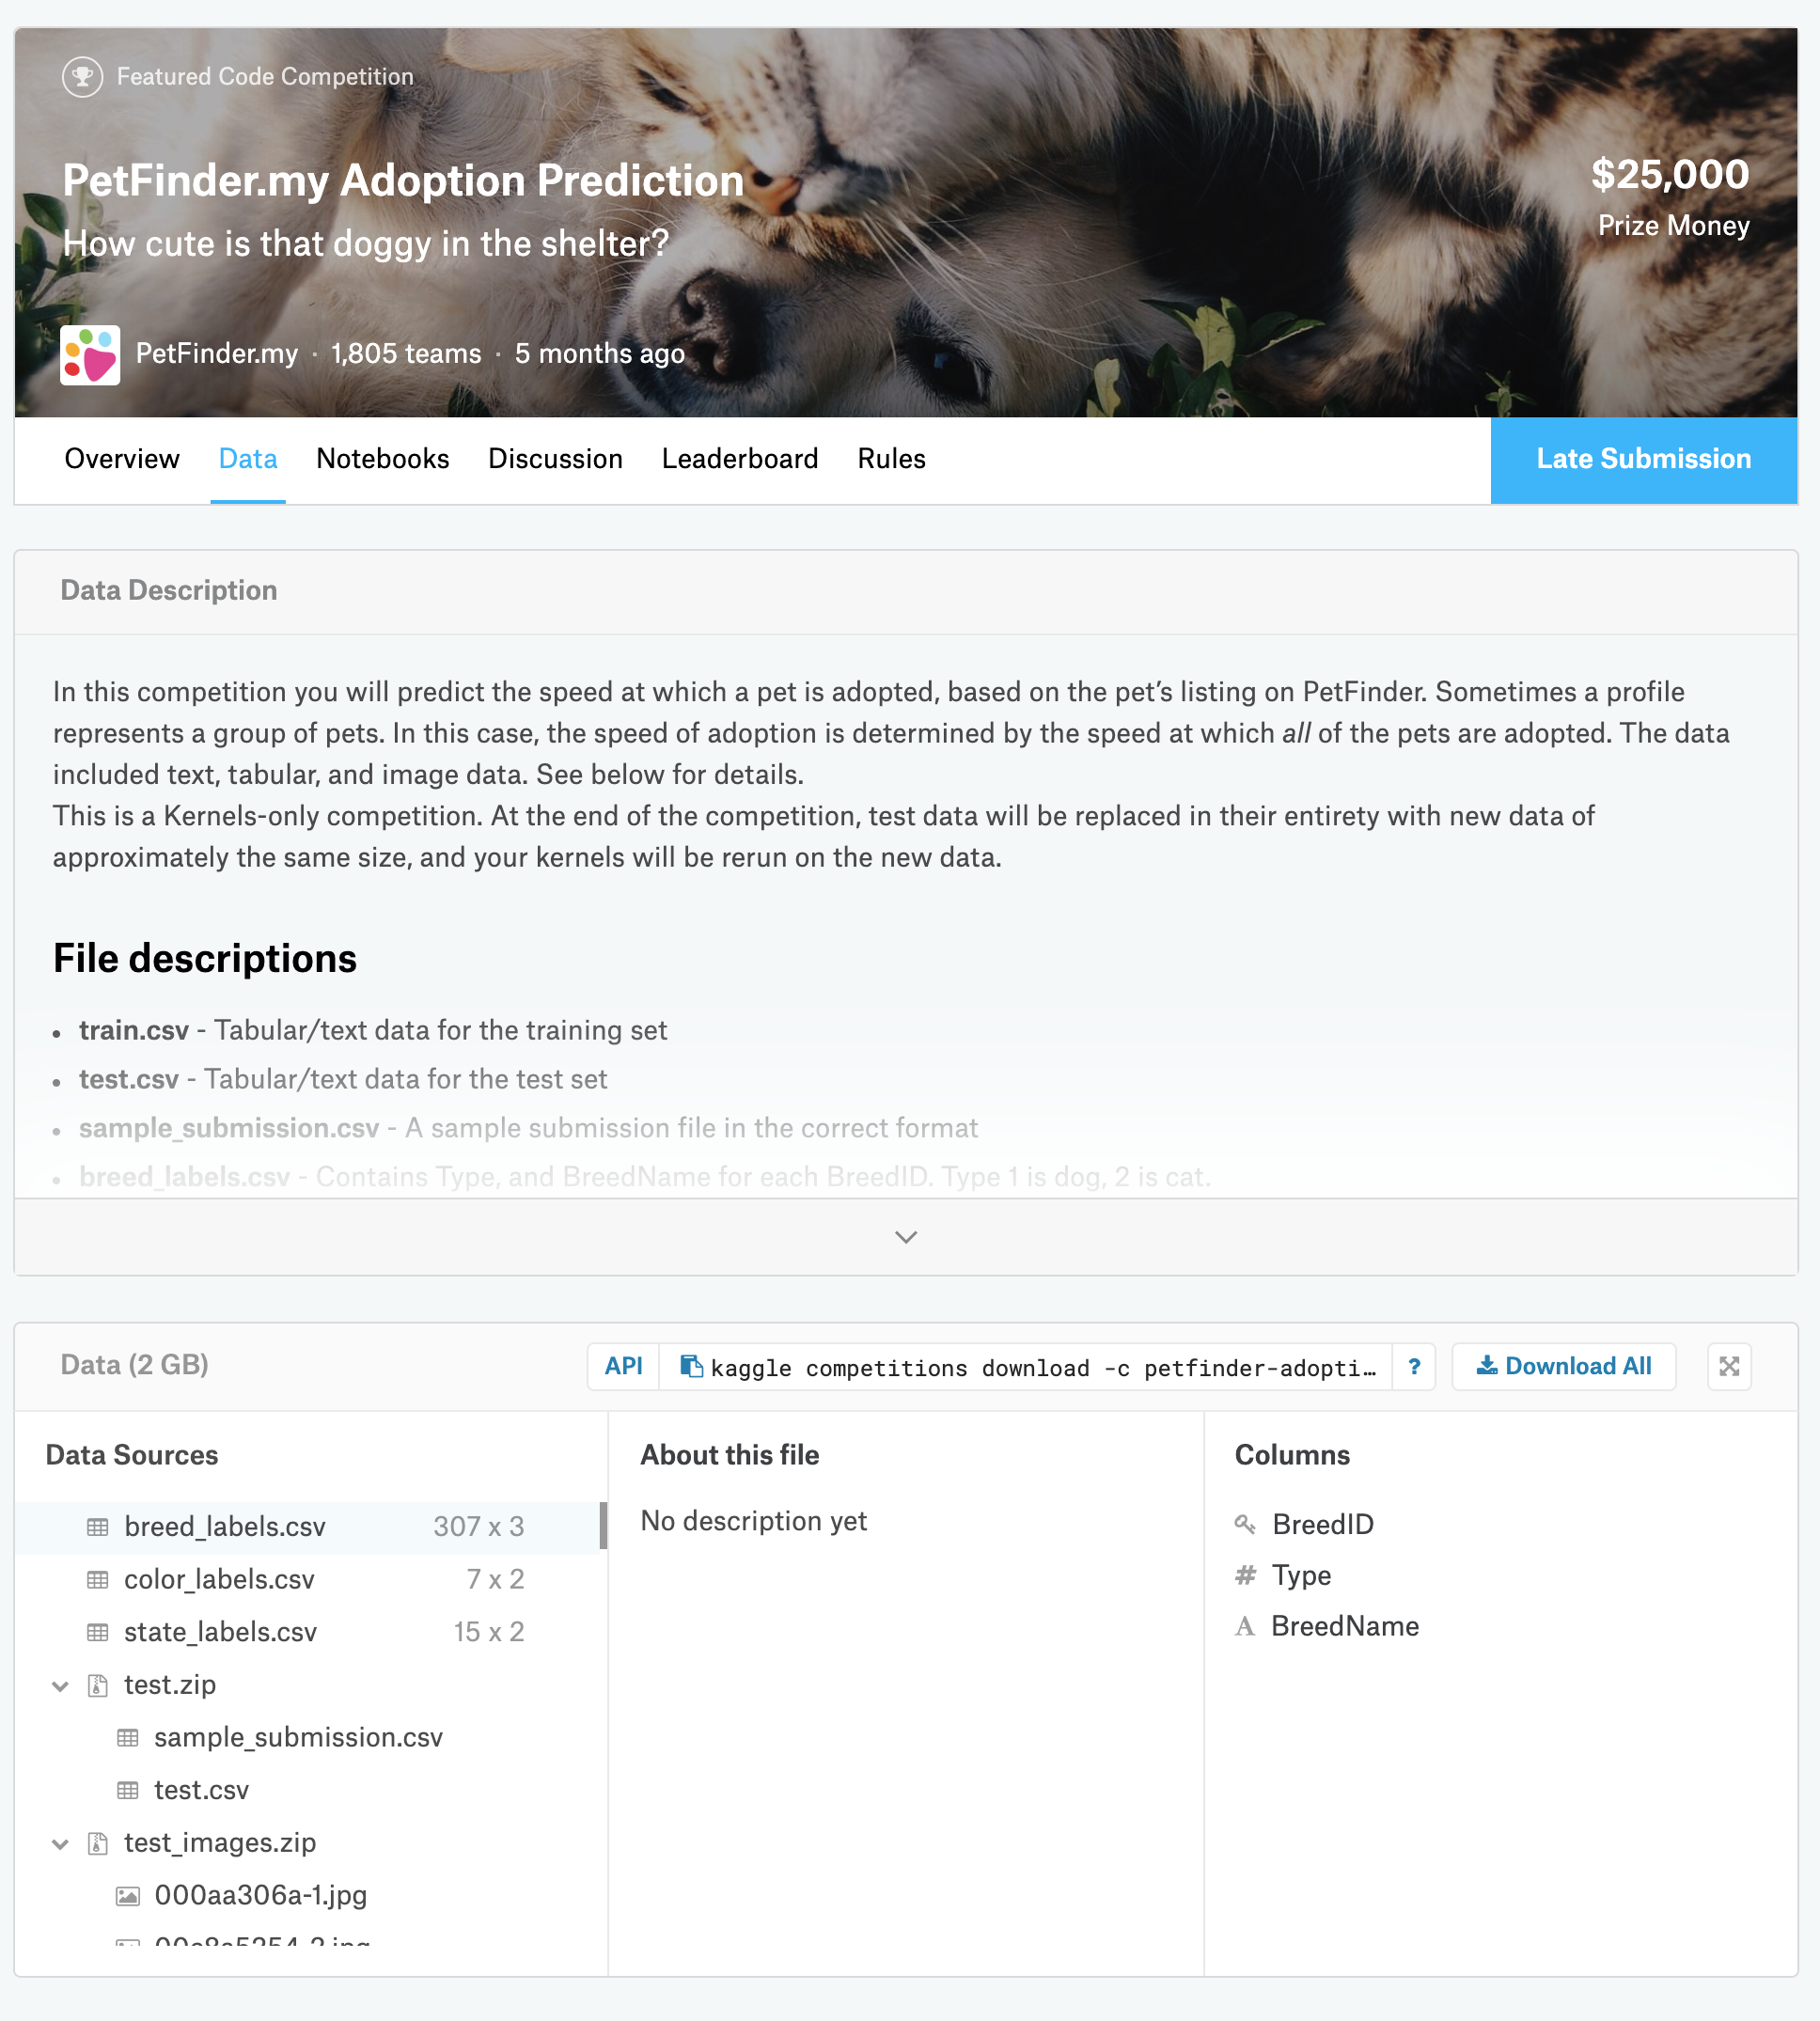 Featured Code Competition
PetFinder.my Adoption Prediction
How cute is that doggy in the shelter?
$25,000
Prize Money
PetFinder.my · 1,805 teams · 5 months ago
Overview Data Notebooks Discussion Leaderboard Rules Late Submission
Data Description
In this competition you will predict the speed at which a pet is adopted, based on the pet’s listing on PetFinder. Sometimes a profile
represents a group of pets. In this case, the speed of adoption is determined by the speed at which all of the pets are adopted. The data
included text, tabular, and image data. See below for details.
This is a Kernels-only competition. At the end of the competition, test data will be replaced in their entirety with new data of
approximately the same size, and your kernels will be rerun on the new data.
File descriptions
• train.csv - Tabular/text data for the training set
• test.csv - Tabular/text data for the test set
• sample_submission.csv - A sample submission file in the correct format
• breed_labels.csv - Contains Type, and BreedName for each BreedID. Type 1 is dog, 2 is cat.
Data (2 GB)
API kaggle competitions download -c petfinder-adopti… ? Download All
Data Sources
breed_labels.csv 307 x 3
color_labels.csv 7 x 2
state_labels.csv 15 x 2
test.zip
sample_submission.csv
test.csv
test_images.zip
000aa306a-1.jpg
About this file
No description yet
Columns
BreedID
# Type
A BreedName